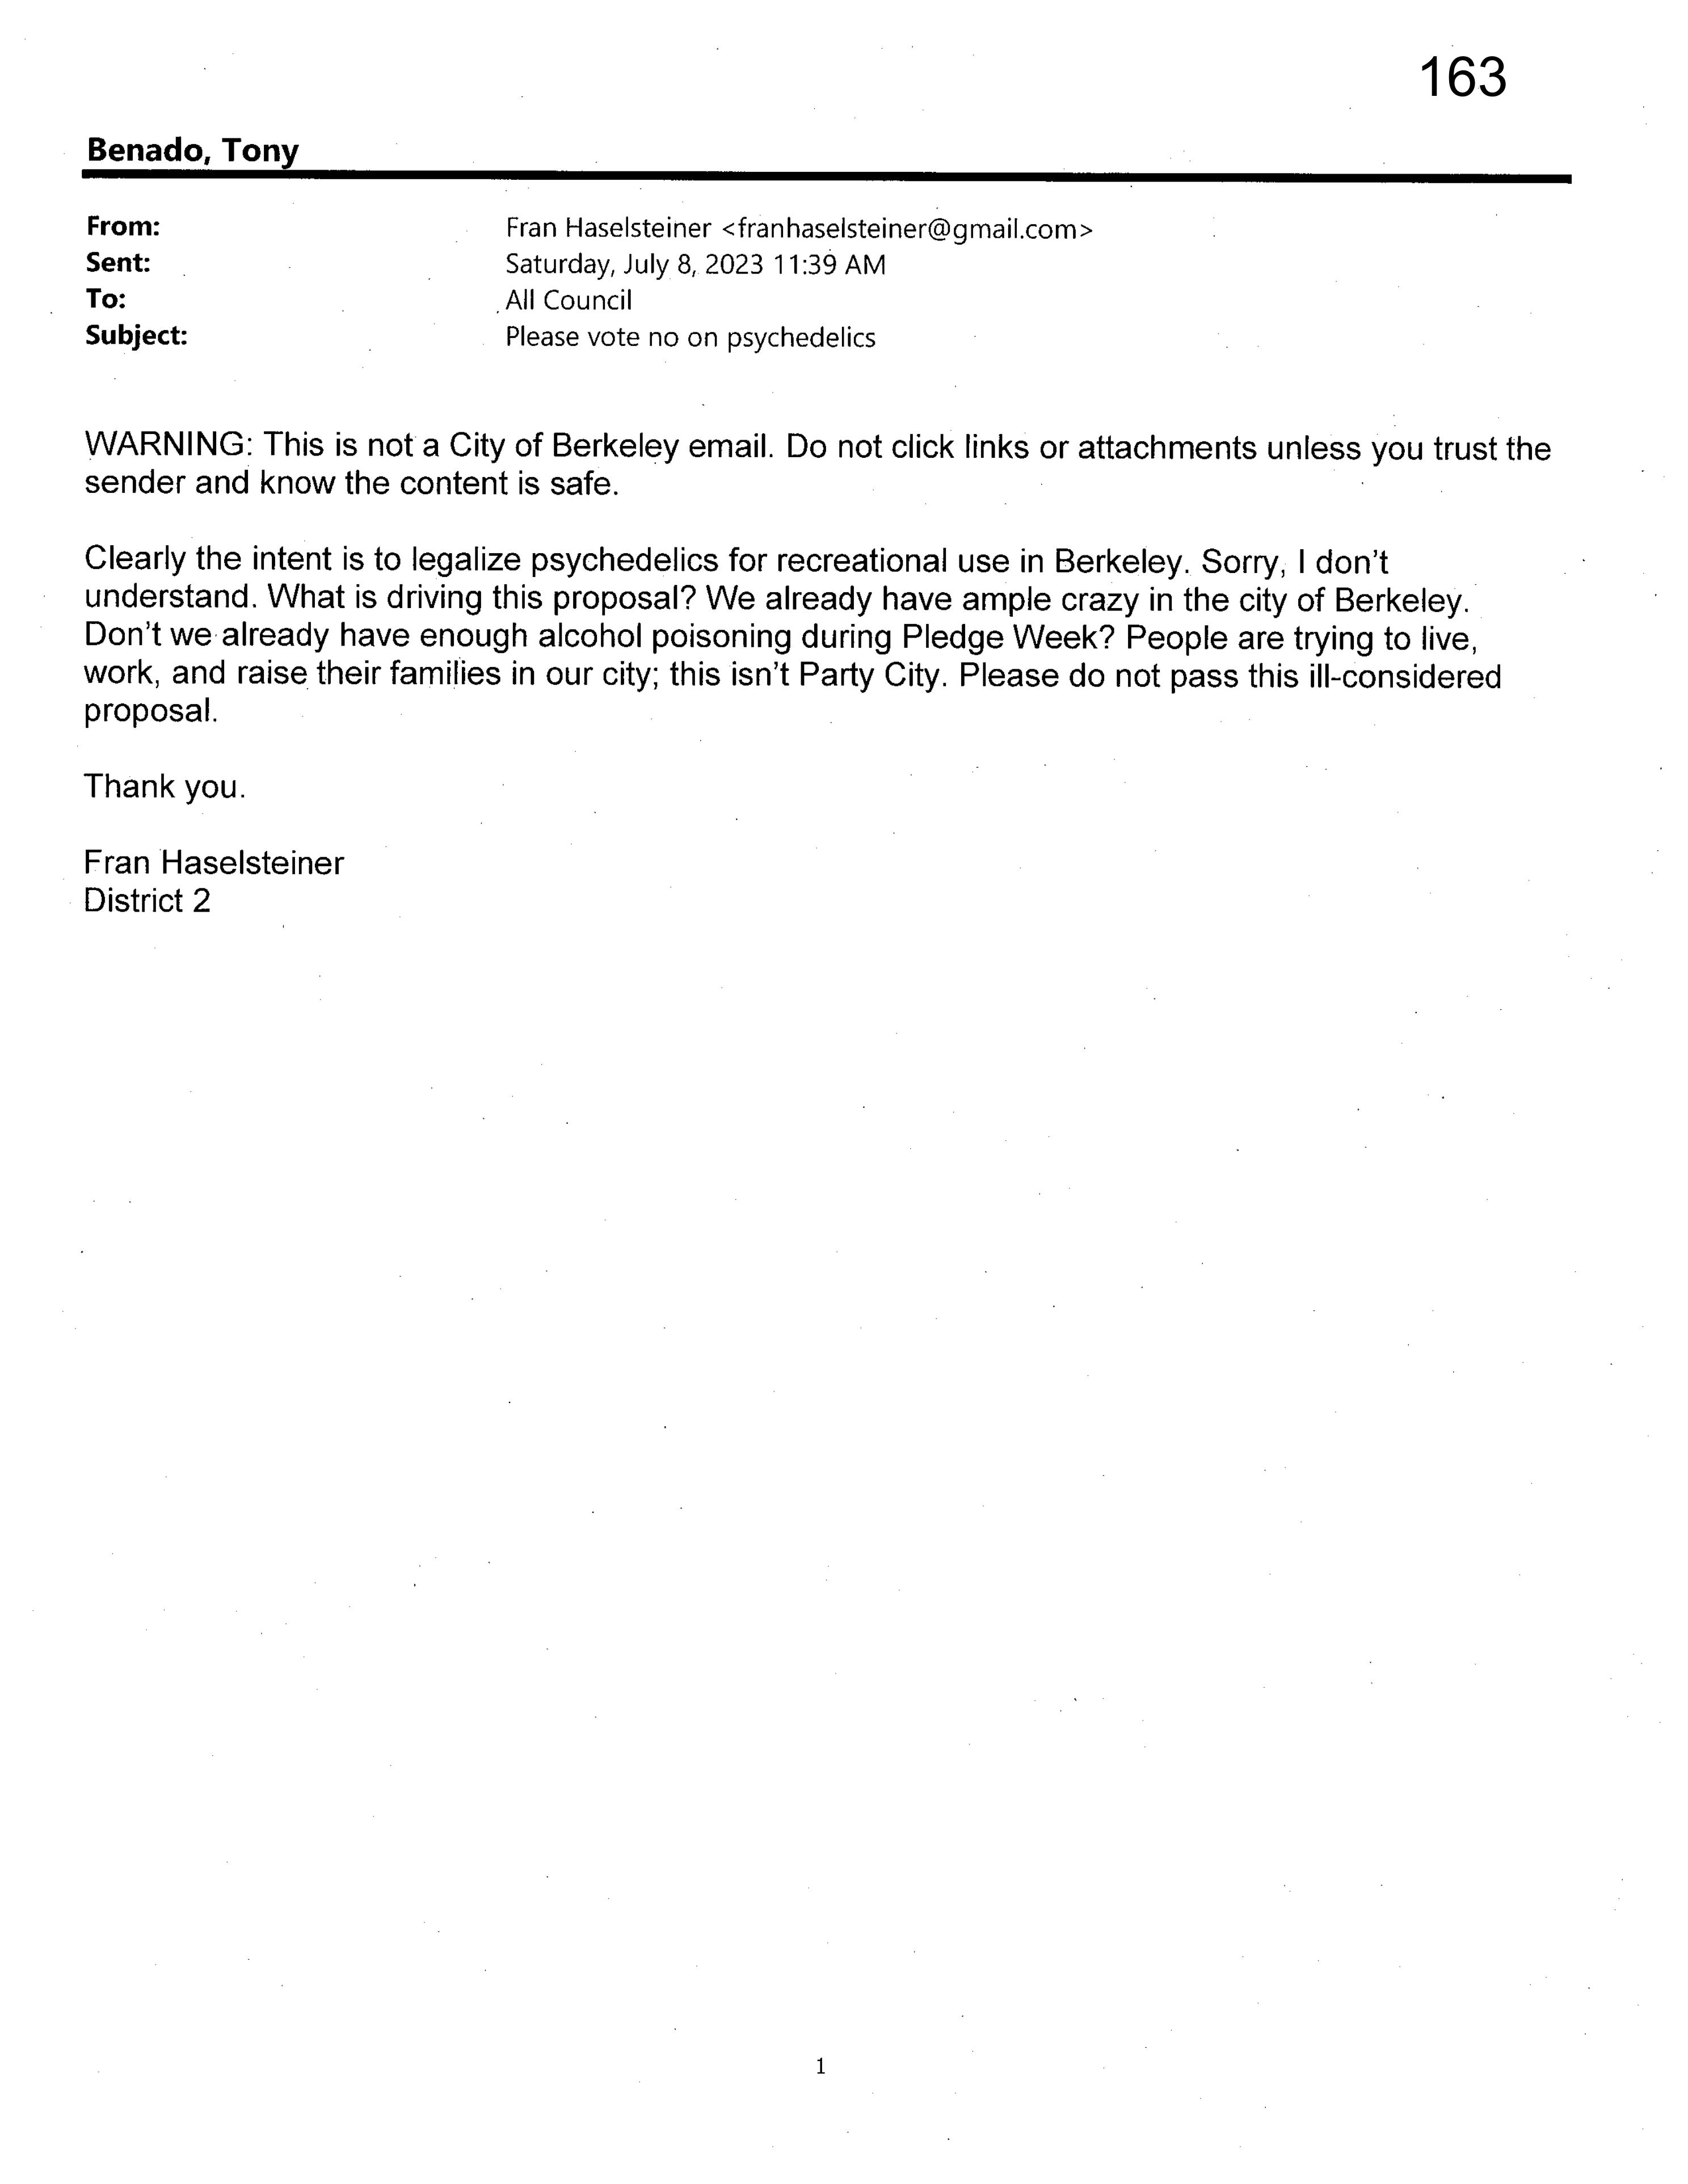 163
Benado, Tony
From: Fran Haselsteiner <franhaselsteiner@gmail.com>
Sent: Saturday, July 8, 2023 11:39 AM
To: All Council
Subject: Please vote no on psychedelics
WARNING: This is not a City of Berkeley email. Do not click links or attachments unless you trust the
sender and know the content is safe.
Clearly the intent is to legalize psychedelics for recreational use in Berkeley. Sorry, I don't
understand. What is driving this proposal? We already have ample crazy in the city of Berkeley.
Don't we already have enough alcohol poisoning during Pledge Week? People are trying to live,
work, and raise their families in our city; this isn't Party City. Please do not pass this ill-considered
proposal.
Thank you.
Fran Haselsteiner
District 2
1